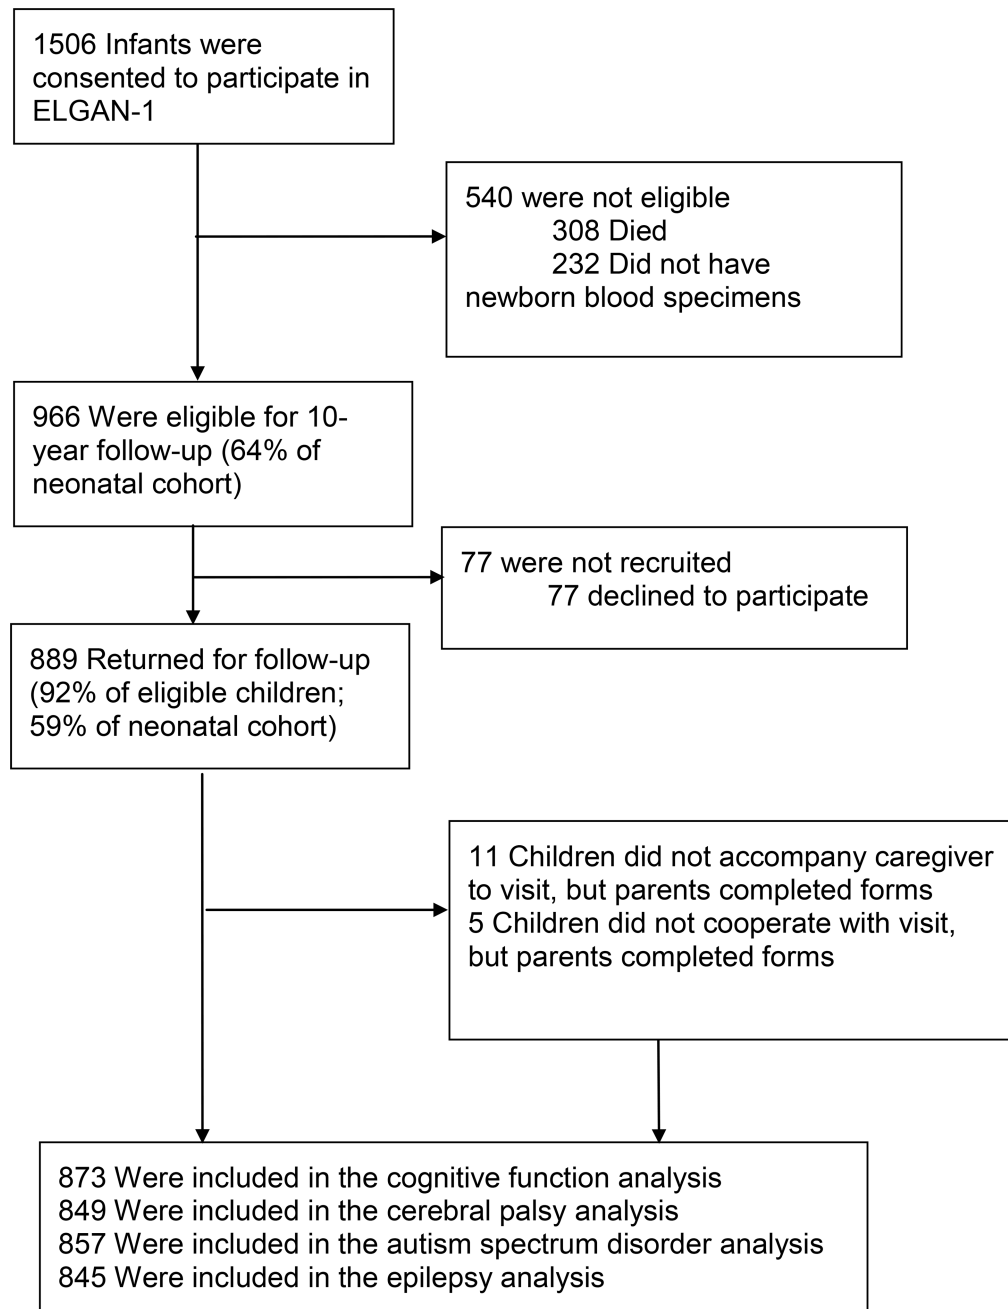 1506 Infants were
consented to participate in
ELGAN-1
540 were not eligible
308 Died
232 Did not have
newborn blood specimens
966 Were eligible for 10-
year follow-up (64% of
neonatal cohort)
77 were not recruited
77 declined to participate
889 Returned for follow-up
(92% of eligible children;
59% of neonatal cohort)
11 Children did not accompany caregiver
to visit, but parents completed forms
5 Children did not cooperate with visit,
but parents completed forms
873 Were included in the cognitive function analysis
849 Were included in the cerebral palsy analysis
857 Were included in the autism spectrum disorder analysis
845 Were included in the epilepsy analysis